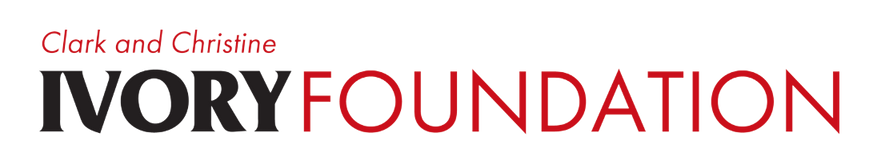 Clark and Christine
IVORY FOUNDATION